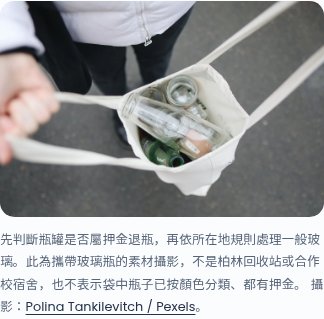 先判斷瓶罐是否屬押金退瓶，再依所在地規則處理一般玻
璃。此為攜帶玻璃瓶的素材攝影，不是柏林回收站或合作
校宿舍，也不表示袋中瓶子已按顏色分類、都有押金。 攝
影：Polina Tankilevitch / Pexels。